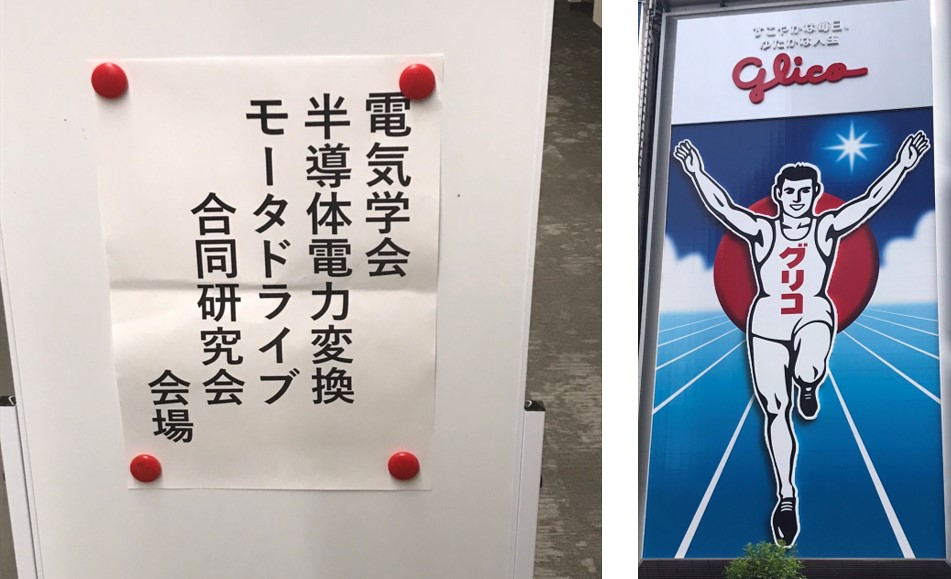 電気学会
半導体電力変換
モータドライブ
合同研究会
会場
すこやかな毎日、
ゆたかな人生
glico
グリコ